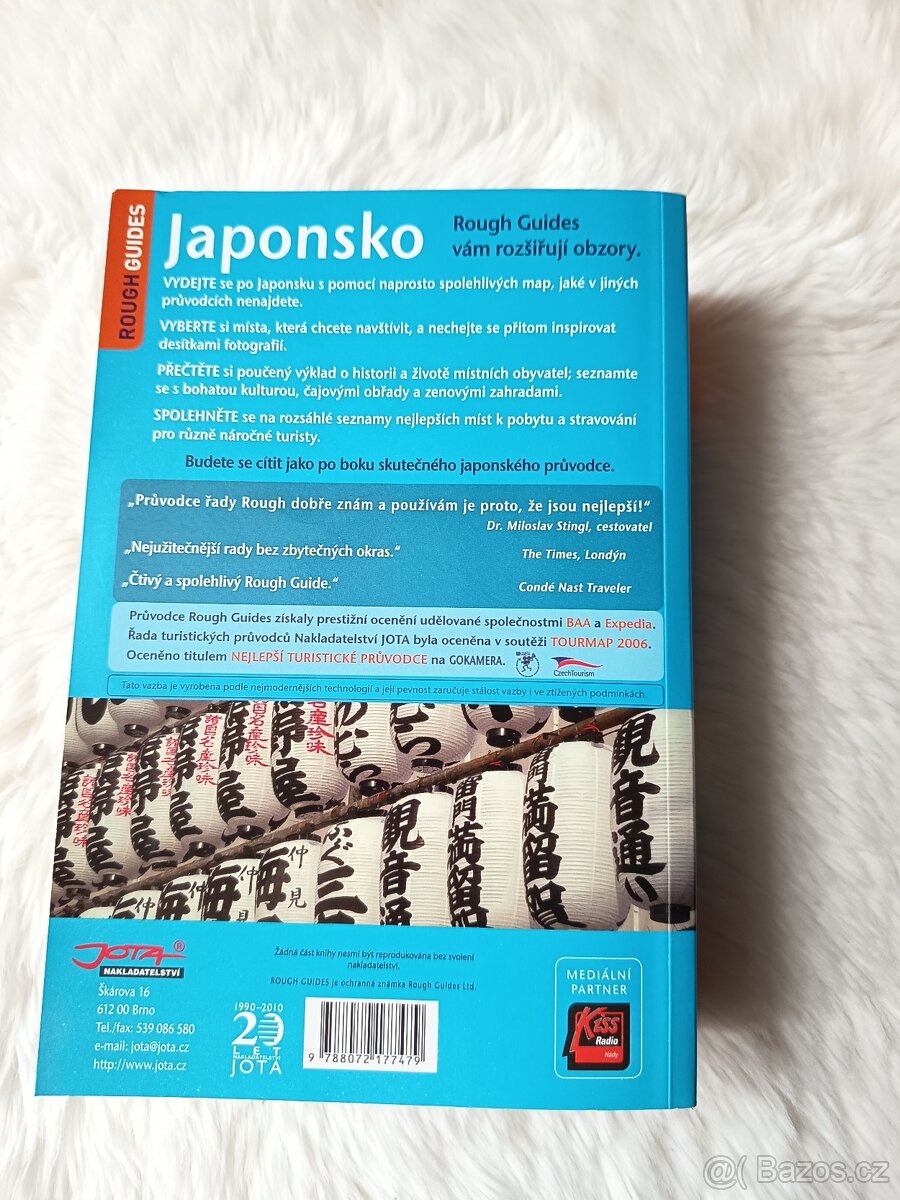 ROUGH GUIDES
Japonsko
Rough Guides
vám rozšiřují obzory.
VYDEJTE se po Japonsku s pomocí naprosto spolehlivých map, jaké v jiných
průvodcích nenajdete.
VYBERTE si místa, která chcete navštívit, a nechejte se přitom inspirovat
desítkami fotografií.
PŘEČTĚTE si poučený výklad o historii a životě místních obyvatel; seznamte
se s bohatou kulturou, čajovými obřady a zenovými zahradami.
SPOLEHNĚTE se na rozsáhlé seznamy nejlepších míst k pobytu a stravování
pro různě náročné turisty.
Budete se cítit jako po boku skutečného japonského průvodce.
„Průvodce řady Rough dobře znám a používám je proto, že jsou nejlepší!“
Dr. Miloslav Stingl, cestovatel
„Nejužitečnější rady bez zbytečných okras.“
The Times, Londýn
„Čtivý a spolehlivý Rough Guide.“
Condé Nast Traveler
Průvodce Rough Guides získaly prestižní ocenění udělované společnostmi BAA a Expedia.
Řada turistických průvodců Nakladatelství JOTA byla oceněna v soutěži TOURMAP 2006.
Oceněno titulem NEJLEPŠÍ TURISTICKÉ PRŮVODCE na GOKAMERA.
CzechTourism
Tato vazba je vyrobena podle nejmodernějších technologií a její pevnost zaručuje stálost vazby i ve ztížených podmínkách.
観音通い
満留賀
観音通
仲見
JOTA®
NAKLADATELSTVÍ
Škárova 16
612 00 Brno
Tel./fax: 539 086 580
e-mail: jota@jota.cz
http://www.jota.cz
1990–2010
20
LET
NAKLADATELSTVÍ
JOTA
Žádná část knihy nesmí být reprodukována bez svolení
nakladatelství.
ROUGH GUIDES je ochranná známka Rough Guides Ltd.
9 788072 177479
MEDIÁLNÍ
PARTNER
Kiss
Radio
Hády
@ Bazos.cz